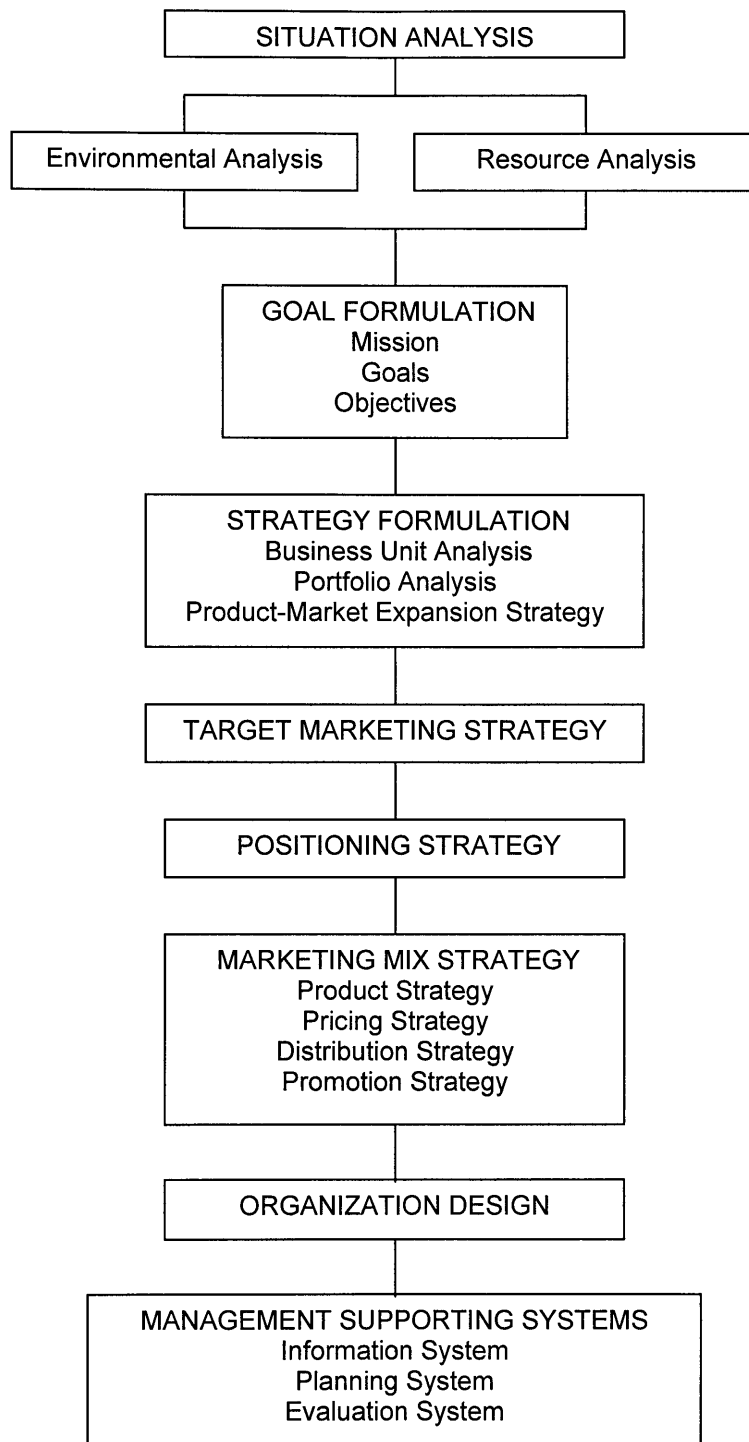 SITUATION ANALYSIS
Environmental Analysis
Resource Analysis
GOAL FORMULATION
Mission
Goals
Objectives
STRATEGY FORMULATION
Business Unit Analysis
Portfolio Analysis
Product-Market Expansion Strategy
TARGET MARKETING STRATEGY
POSITIONING STRATEGY
MARKETING MIX STRATEGY
Product Strategy
Pricing Strategy
Distribution Strategy
Promotion Strategy
ORGANIZATION DESIGN
MANAGEMENT SUPPORTING SYSTEMS
Information System
Planning System
Evaluation System